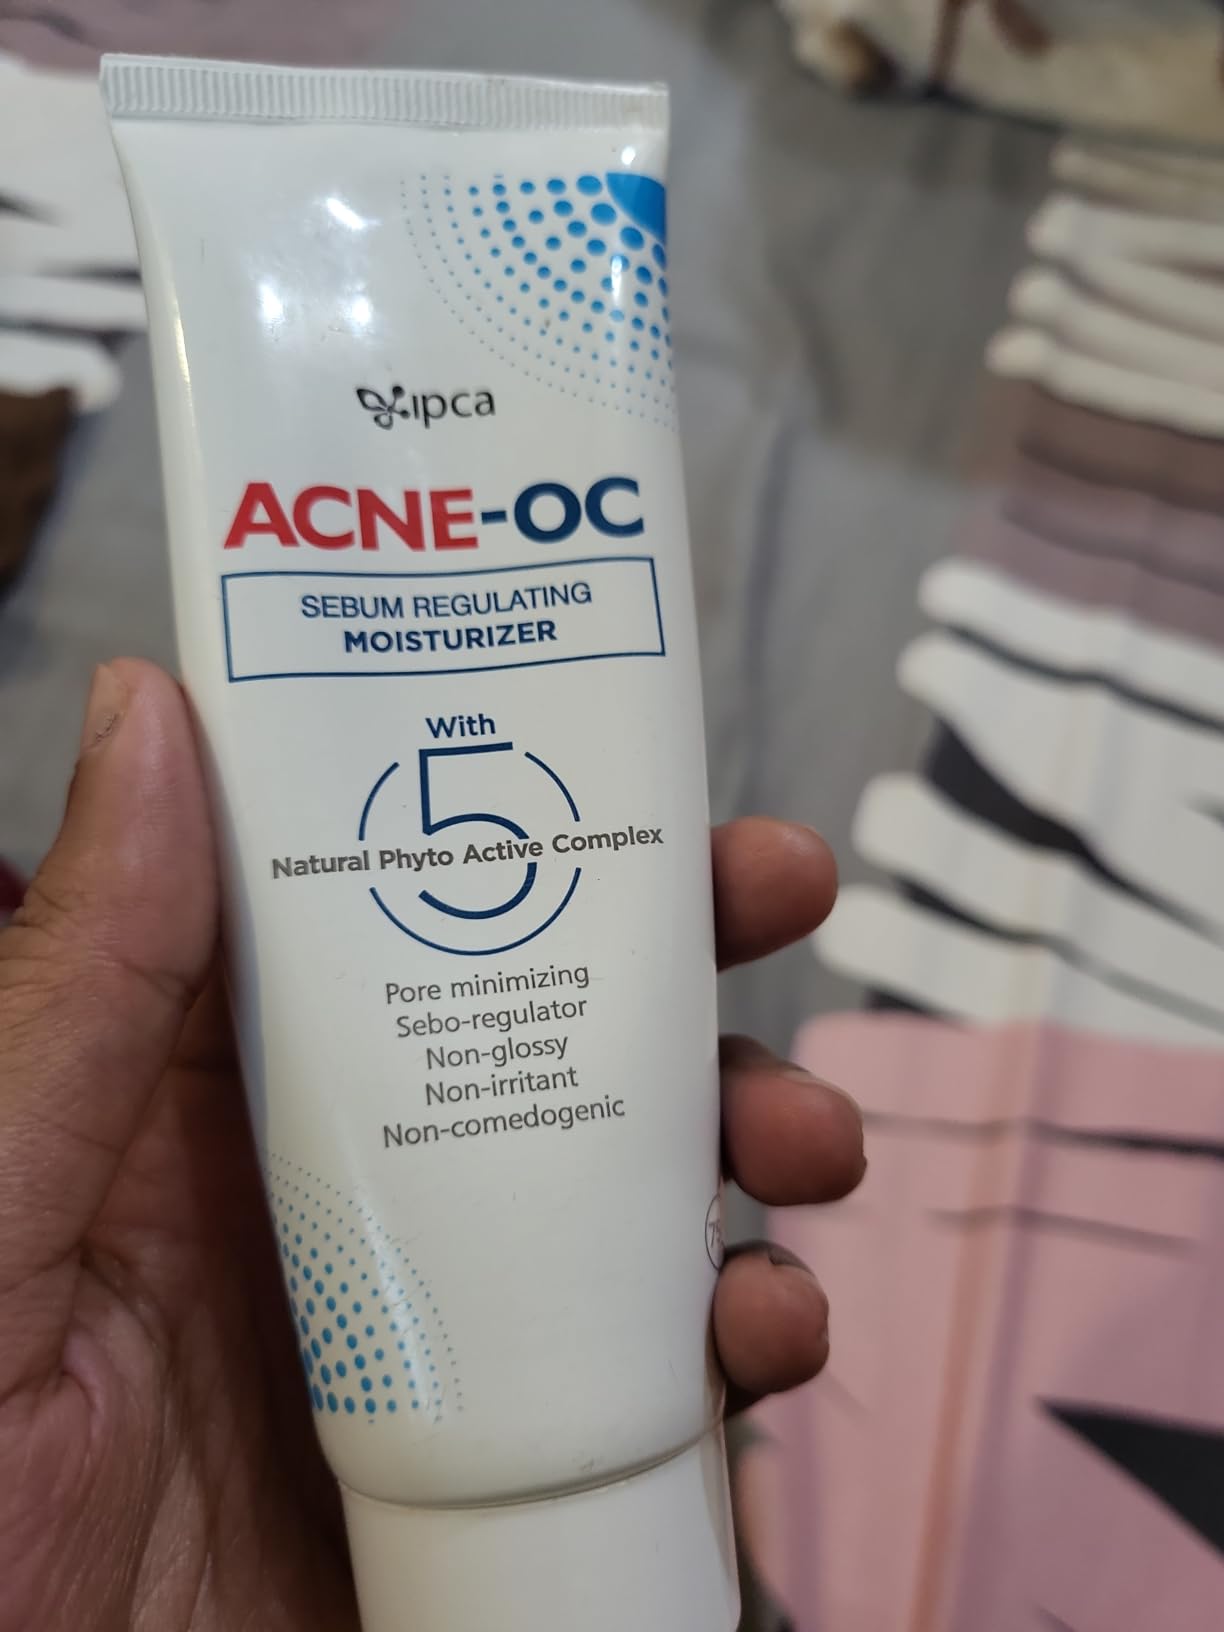 ipca
ACNE-OC
SEBUM REGULATING
MOISTURIZER
With
5
Natural Phyto Active Complex
Pore minimizing
Sebo-regulator
Non-glossy
Non-irritant
Non-comedogenic